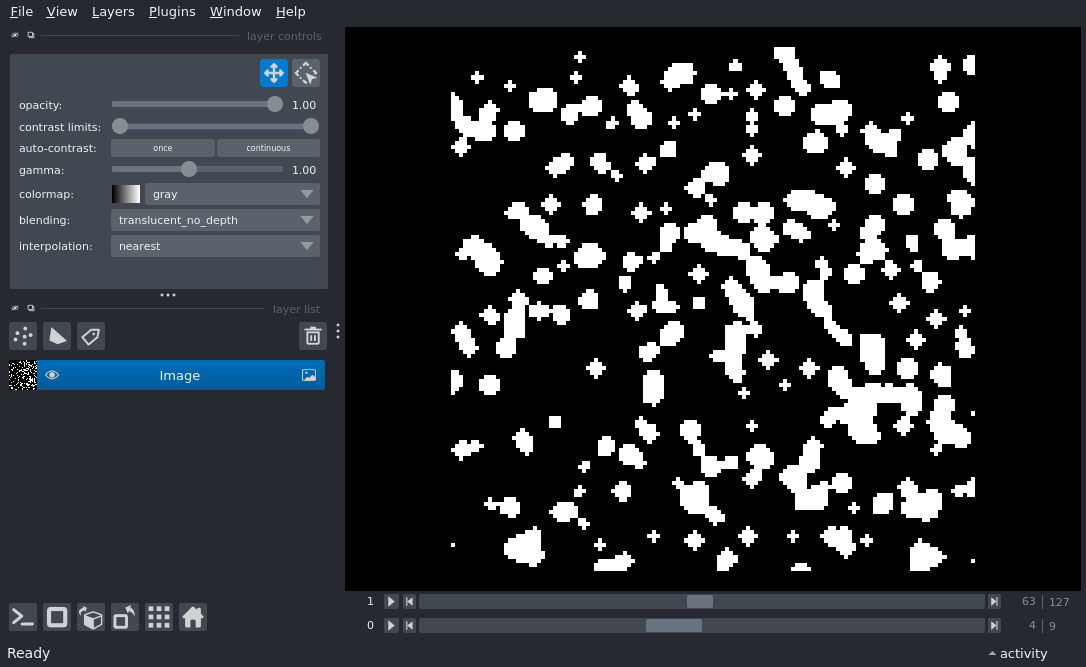 File View Layers Plugins Window Help
layer controls
opacity: 1.00
contrast limits:
auto-contrast: once continuous
gamma: 1.00
colormap: gray
blending: translucent_no_depth
interpolation: nearest
layer list
Image
1 63 127
0 4 9
Ready activity